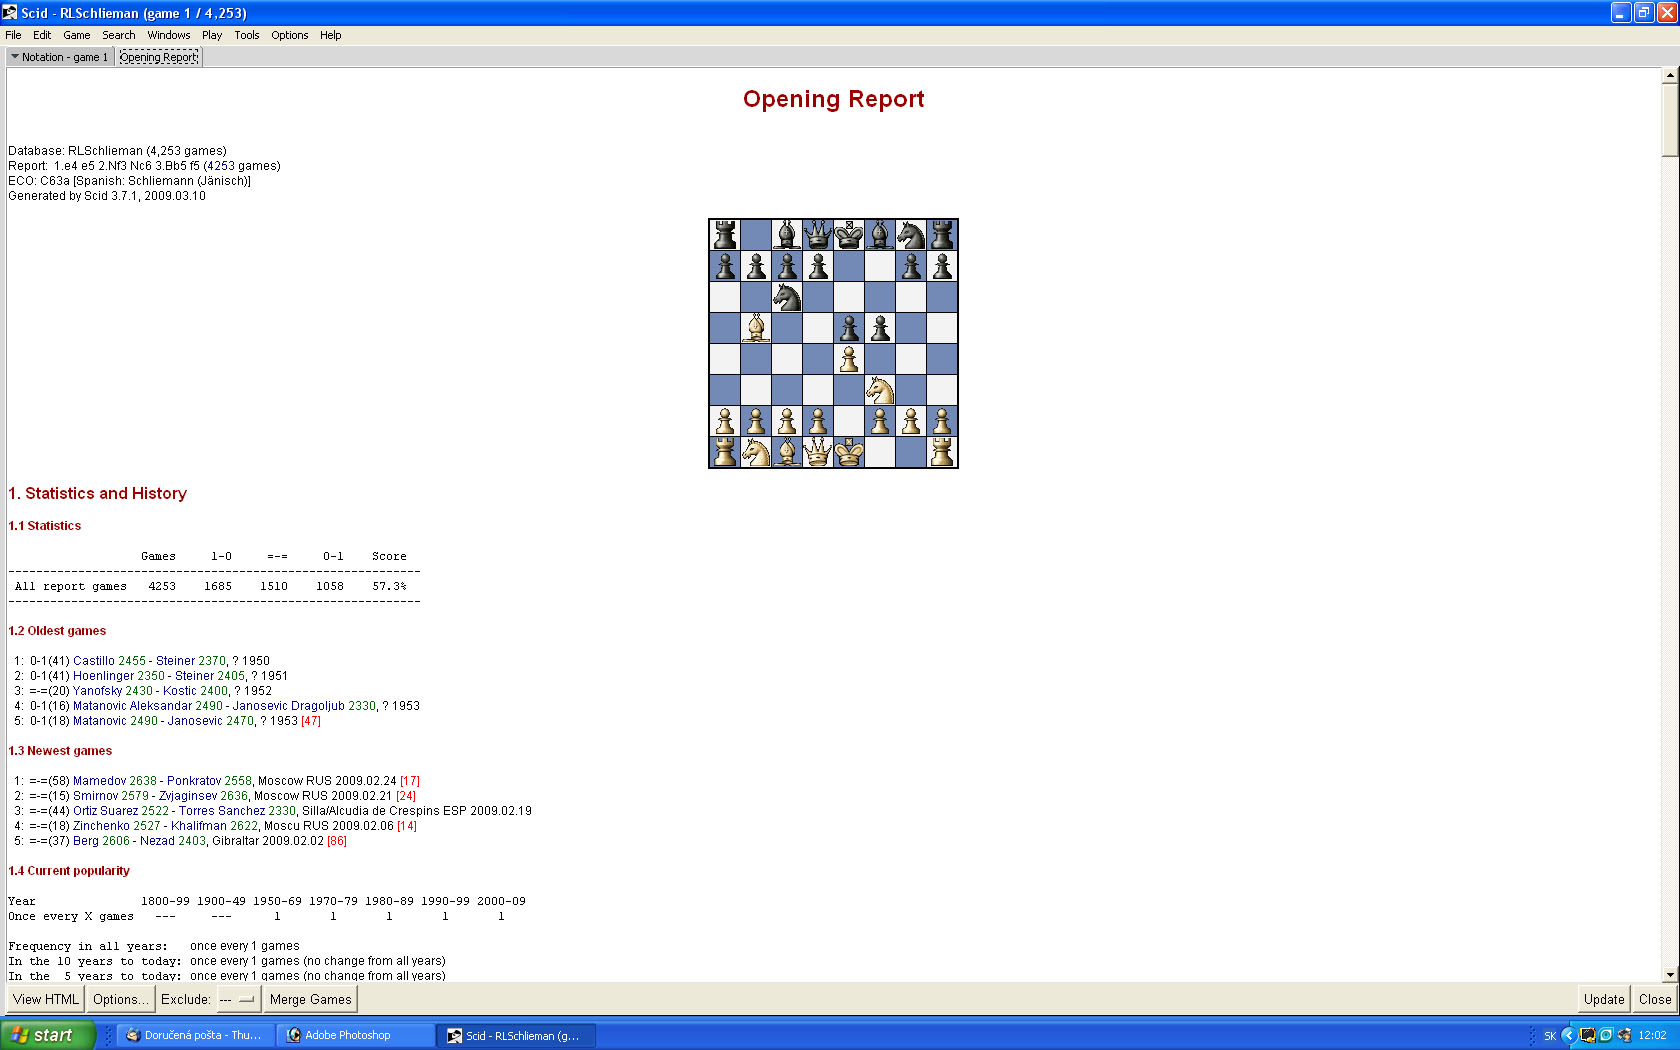 Scid - RLSchlieman (game 1 / 4,253)
File Edit Game Search Windows Play Tools Options Help
Notation - game 1 Opening Report
Opening Report
Database: RLSchlieman (4,253 games)
Report: 1.e4 e5 2.Nf3 Nc6 3.Bb5 f5 (4253 games)
ECO: C63a [Spanish: Schliemann (Jänisch)]
Generated by Scid 3.7.1, 2009.03.10
1. Statistics and History
1.1 Statistics
Games 1-0 =-= 0-1 Score
------------------------------------------------------------
All report games 4253 1685 1510 1058 57.3%
------------------------------------------------------------
1.2 Oldest games
1: 0-1(41) Castillo 2455 - Steiner 2370, ? 1950
2: 0-1(41) Hoenlinger 2350 - Steiner 2405, ? 1951
3: =-=(20) Yanofsky 2430 - Kostic 2400, ? 1952
4: 0-1(16) Matanovic Aleksandar 2490 - Janosevic Dragoljub 2330, ? 1953
5: 0-1(18) Matanovic 2490 - Janosevic 2470, ? 1953 [47]
1.3 Newest games
1: =-=(58) Mamedov 2638 - Ponkratov 2558, Moscow RUS 2009.02.24 [17]
2: =-=(15) Smirnov 2579 - Zvjaginsev 2636, Moscow RUS 2009.02.21 [24]
3: =-=(44) Ortiz Suarez 2522 - Torres Sanchez 2330, Silla/Alcudia de Crespins ESP 2009.02.19
4: =-=(18) Zinchenko 2527 - Khalifman 2622, Moscu RUS 2009.02.06 [14]
5: =-=(37) Berg 2606 - Nezad 2403, Gibraltar 2009.02.02 [86]
1.4 Current popularity
Year 1800-99 1900-49 1950-69 1970-79 1980-89 1990-99 2000-09
Once every X games --- --- 1 1 1 1 1
Frequency in all years: once every 1 games
In the 10 years to today: once every 1 games (no change from all years)
In the 5 years to today: once every 1 games (no change from all years)
View HTML Options... Exclude: --- Merge Games Update Close
start Doručená pošta - Thu... Adobe Photoshop Scid - RLSchlieman (g... SK 12:02